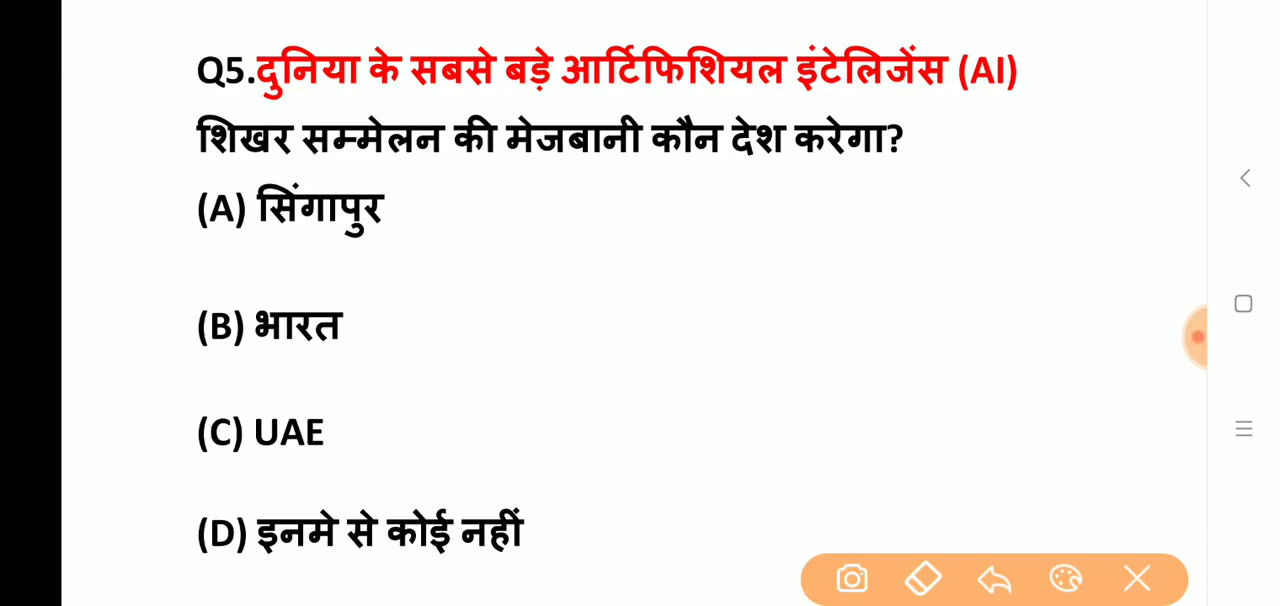 Q5.दुनिया के सबसे बड़े आर्टिफिशियल इंटेलिजेंस (AI)
शिखर सम्मेलन की मेजबानी कौन देश करेगा?
(A) सिंगापुर
(B) भारत
(C) UAE
(D) इनमे से कोई नहीं